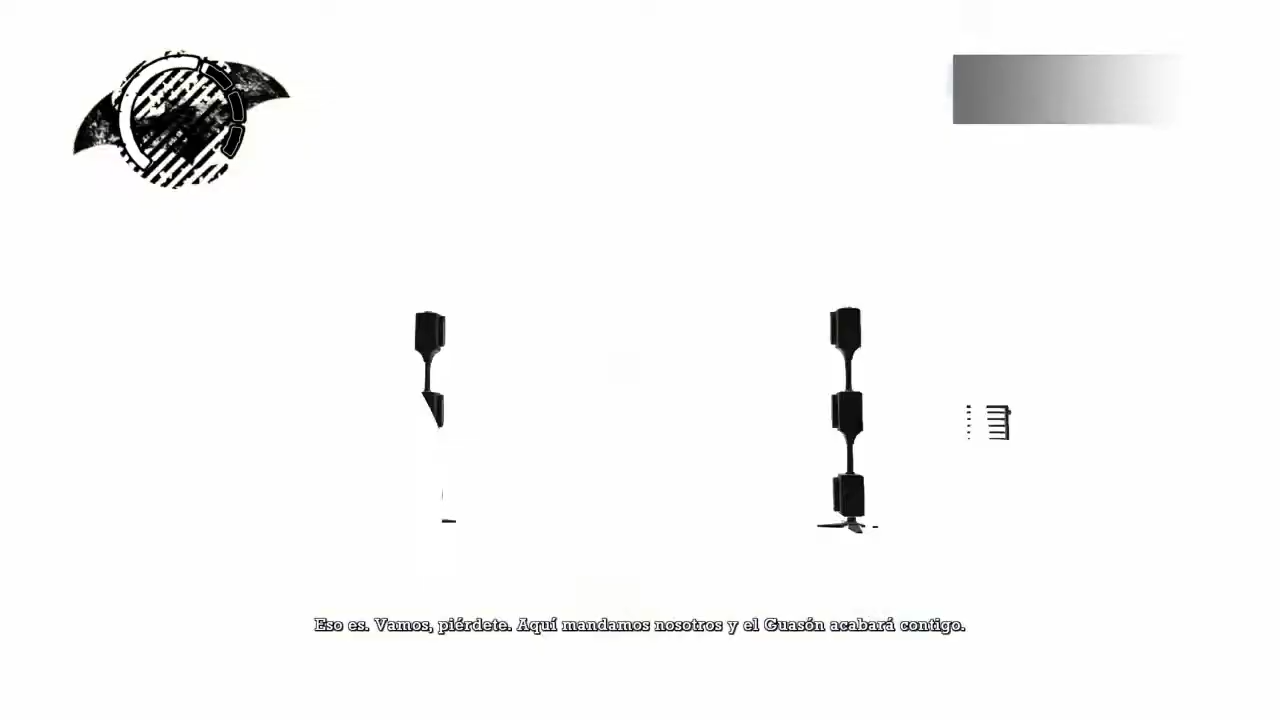 Eso es. Vamos, piérdete. Aquí mandamos nosotros y el Guasón acabará contigo.